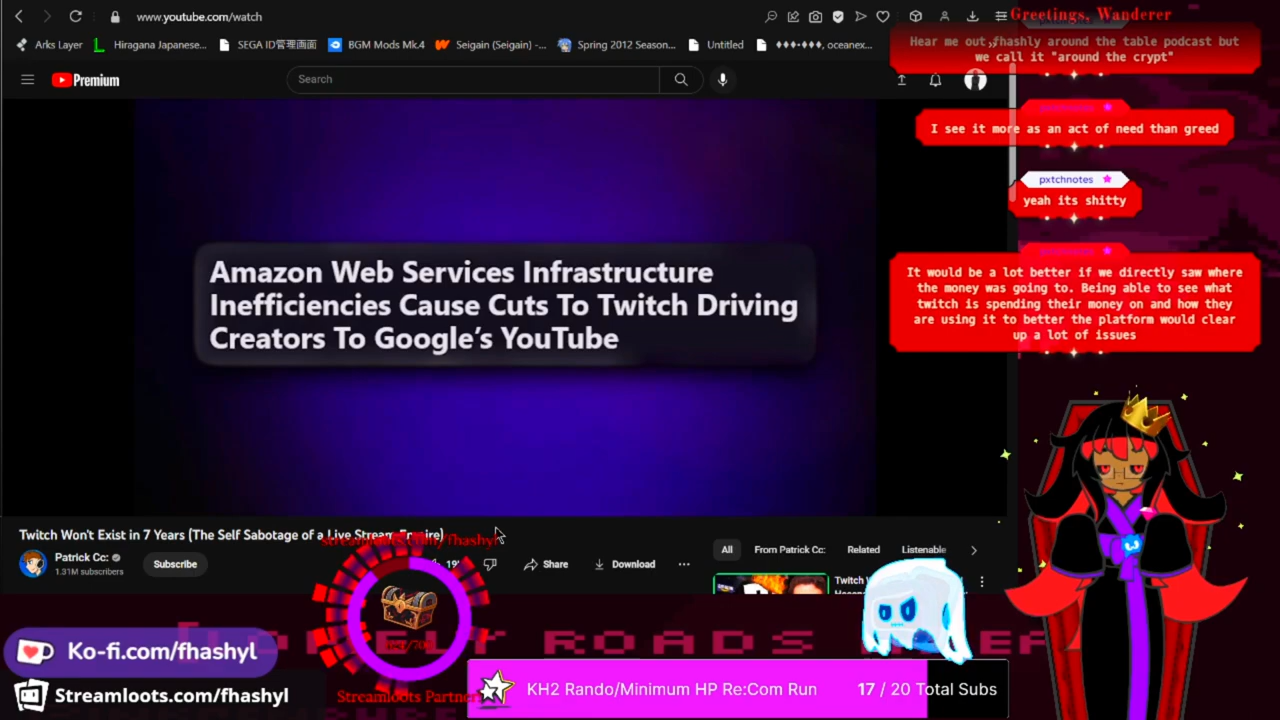 www.youtube.com/watch
Arks Layer
Hiragana Japanese...
SEGA ID管理画面
BGM Mods Mk.4
Seigain (Seigain) -...
Spring 2012 Season...
Untitled
♦♦♦-♦♦♦, oceanex...
Premium
Search
Greetings, Wanderer
Hear me out, fhashly around the table podcast but
we call it "around the crypt"
pxtchnotes
I see it more as an act of need than greed
pxtchnotes
yeah its shitty
pxtchnotes
It would be a lot better if we directly saw where
the money was going to. Being able to see what
twitch is spending their money on and how they
are using it to better the platform would clear
up a lot of issues
Amazon Web Services Infrastructure
Inefficiencies Cause Cuts To Twitch Driving
Creators To Google's YouTube
Twitch Won't Exist in 7 Years (The Self Sabotage of a Live Stream Empire)
Patrick Cc:
1.31M subscribers
Subscribe
Share
Download
All
From Patrick Cc:
Related
Listenable
streamloots.com/fhashyl
Streamloots Partner
Ko-fi.com/fhashyl
Streamloots.com/fhashyl
KH2 Rando/Minimum HP Re:Com Run
17 / 20 Total Subs